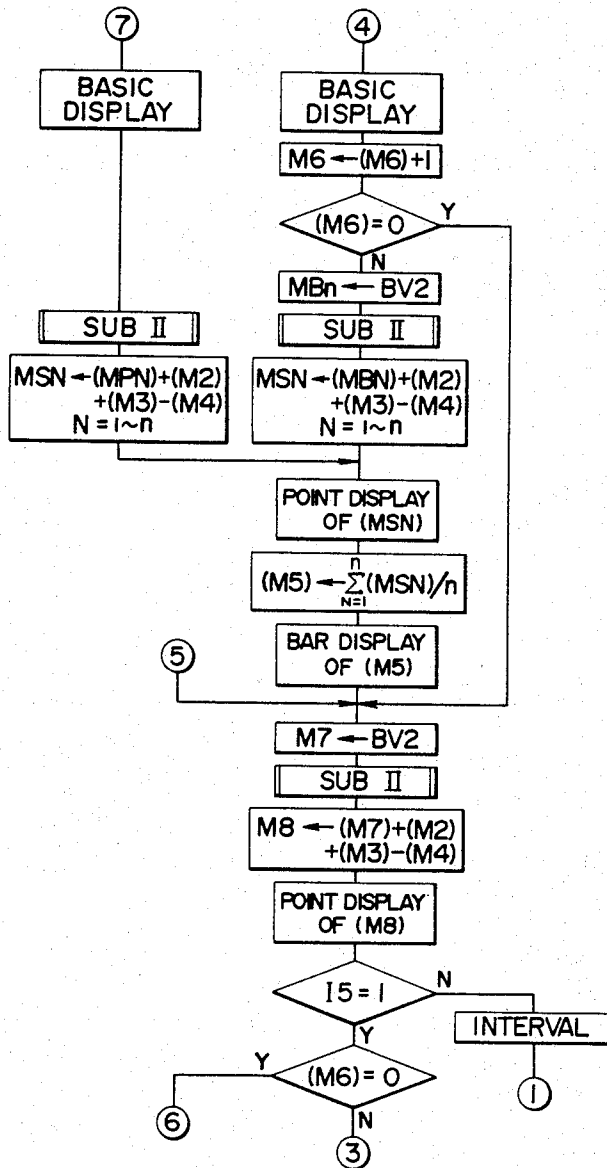 7
BASIC
DISPLAY
SUB II
MSN←(MPN)+(M2)
+(M3)-(M4)
N=1~n
4
BASIC
DISPLAY
M6←(M6)+1
(M6)=0
Y
N
MBn←BV2
SUB II
MSN←(MBN)+(M2)
+(M3)-(M4)
N=1~n
POINT DISPLAY
OF (MSN)
(M5)←n∑N=1(MSN)/n
BAR DISPLAY
OF (M5)
5
M7←BV2
SUB II
M8←(M7)+(M2)
+(M3)-(M4)
POINT DISPLAY
OF (M8)
I5=1
N
Y
INTERVAL
1
(M6)=0
Y
N
6
3